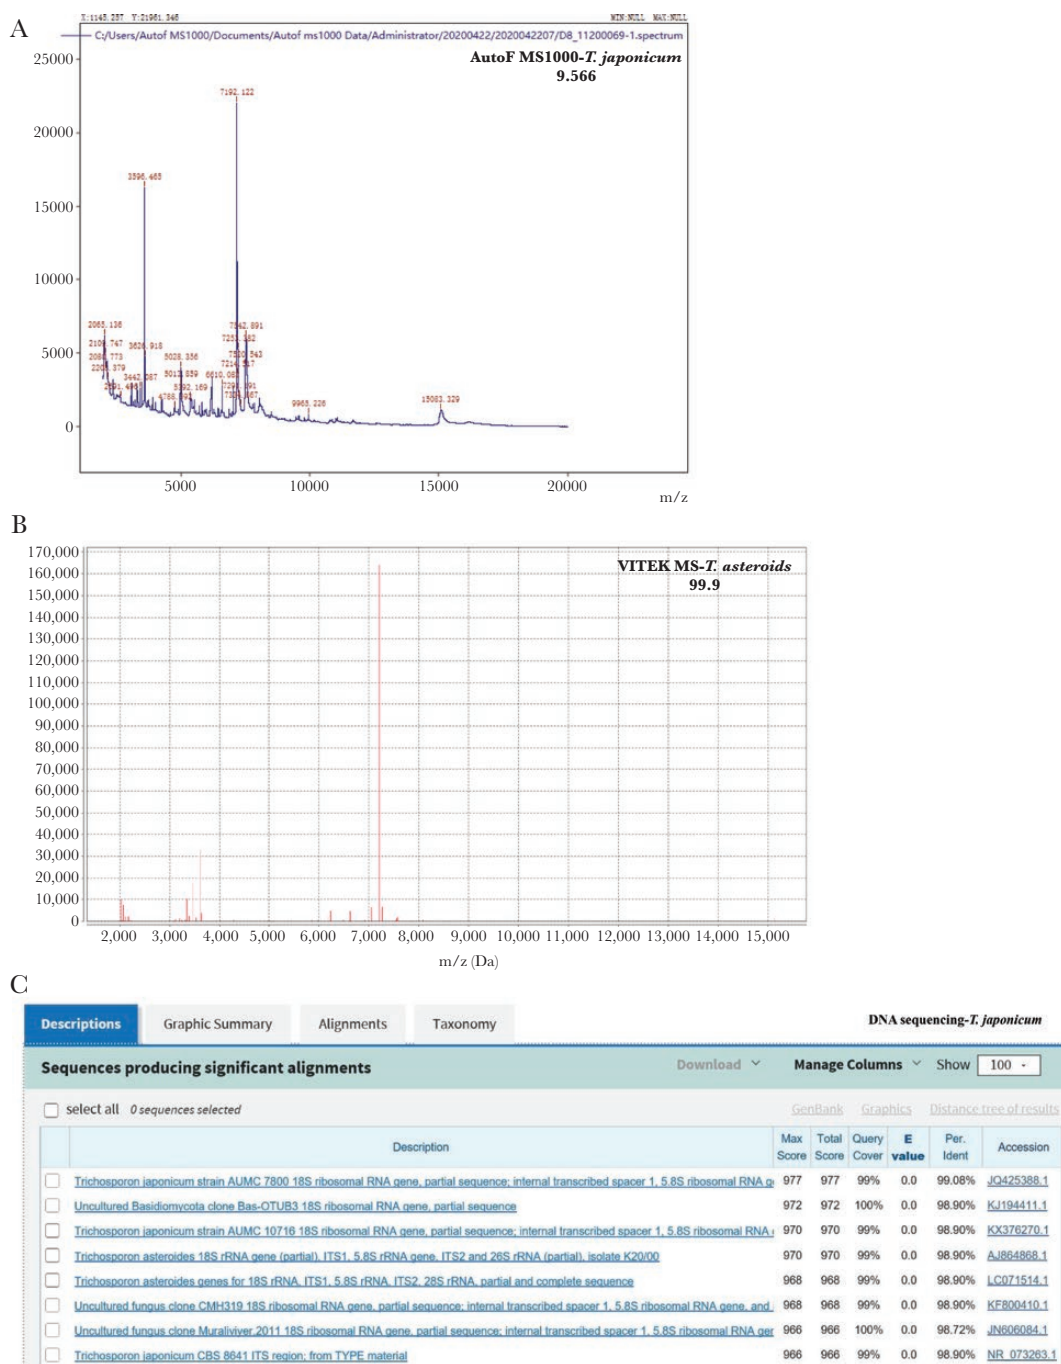 A
X:1145.257 Y:21961.346 MIN:NULL MAX:NULL
C:/Users/Autof MS1000/Documents/Autof ms1000 Data/Administrator/20200422/2020042207/D8_11200069-1.spectrum
AutoF MS1000-T. japonicum
9.566
25000
20000
15000
10000
5000
0
7192.122
3596.465
2065.136
7542.891
3626.918
5028.356
9965.226
15083.329
5000 10000 15000 20000
m/z
B
VITEK MS-T. asteroids
99.9
170,000
160,000
150,000
140,000
130,000
120,000
110,000
100,000
90,000
80,000
70,000
60,000
50,000
40,000
30,000
20,000
10,000
0
2,000 3,000 4,000 5,000 6,000 7,000 8,000 9,000 10,000 11,000 12,000 13,000 14,000 15,000
m/z (Da)
C
Descriptions Graphic Summary Alignments Taxonomy DNA sequencing-T. japonicum
Sequences producing significant alignments Download Manage Columns Show 100
select all 0 sequences selected GenBank Graphics Distance tree of results
Description Max Score Total Score Query Cover E value Per. Ident Accession
Trichosporon japonicum strain AUMC 7800 18S ribosomal RNA gene, partial sequence; internal transcribed spacer 1, 5.8S ribosomal RNA g 977 977 99% 0.0 99.08% JQ425388.1
Uncultured Basidiomycota clone Bas-OTUB3 18S ribosomal RNA gene, partial sequence 972 972 100% 0.0 98.90% KJ194411.1
Trichosporon japonicum strain AUMC 10716 18S ribosomal RNA gene, partial sequence; internal transcribed spacer 1, 5.8S ribosomal RNA 970 970 99% 0.0 98.90% KX376270.1
Trichosporon asteroides 18S rRNA gene (partial), ITS1, 5.8S rRNA gene, ITS2 and 26S rRNA (partial), isolate K20/00 970 970 99% 0.0 98.90% AJ864868.1
Trichosporon asteroides genes for 18S rRNA, ITS1, 5.8S rRNA, ITS2, 28S rRNA, partial and complete sequence 968 968 99% 0.0 98.90% LC071514.1
Uncultured fungus clone CMH319 18S ribosomal RNA gene, partial sequence; internal transcribed spacer 1, 5.8S ribosomal RNA gene, and 968 968 99% 0.0 98.90% KF800410.1
Uncultured fungus clone Muraliviver.2011 18S ribosomal RNA gene, partial sequence; internal transcribed spacer 1, 5.8S ribosomal RNA ger 966 966 100% 0.0 98.72% JN606084.1
Trichosporon japonicum CBS 8641 ITS region; from TYPE material 966 966 99% 0.0 98.90% NR_073263.1